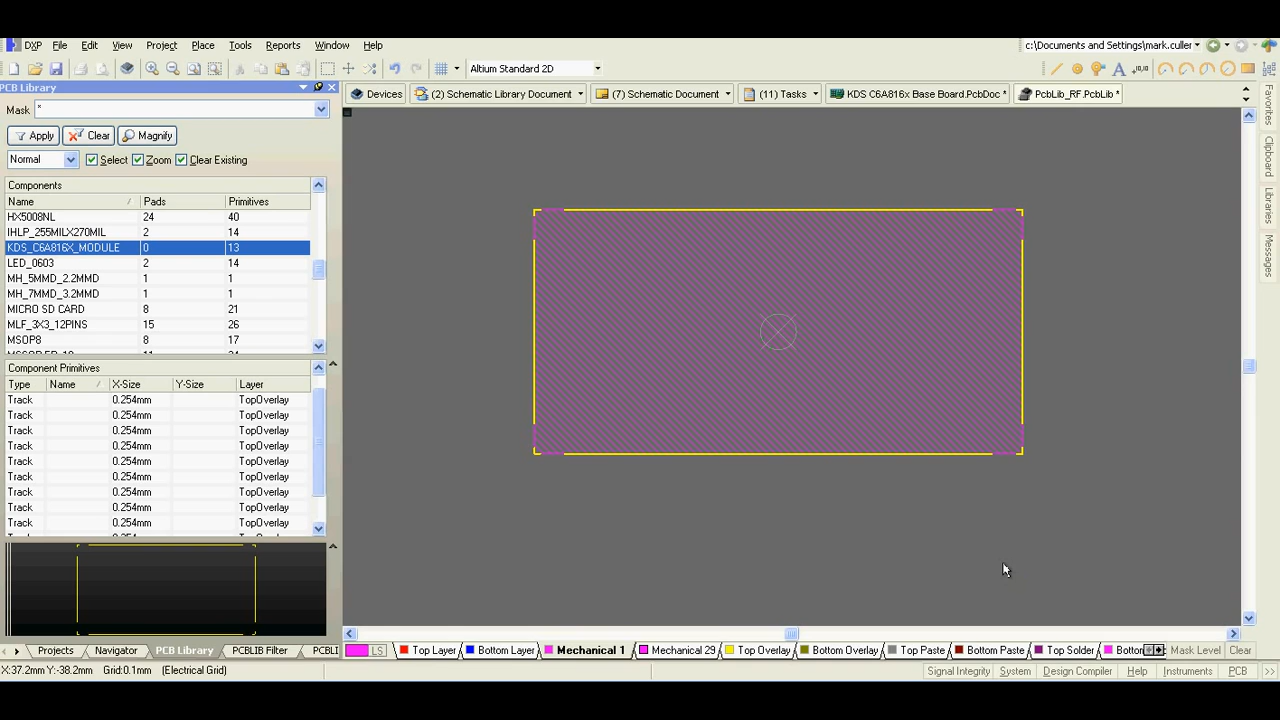 DXP File Edit View Project Place Tools Reports Window Help c:\Documents and Settings\mark.culler
Altium Standard 2D
PCB Library Devices (2) Schematic Library Document (7) Schematic Document (11) Tasks KDS C6A816x Base Board.PcbDoc * PcbLib_RF.PcbLib *
Mask *
Apply Clear Magnify
Normal Select Zoom Clear Existing
Components
Name Pads Primitives
HX5008NL 24 40
IHLP_255MILX270MIL 2 14
KDS_C6A816X_MODULE 0 13
LED_0603 2 14
MH_5MMD_2.2MMD 1 1
MH_7MMD_3.2MMD 1 1
MICRO SD CARD 8 21
MLF_3X3_12PINS 15 26
MSOP8 8 17
Component Primitives
Type Name X-Size Y-Size Layer
Track 0.254mm TopOverlay
Track 0.254mm TopOverlay
Track 0.254mm TopOverlay
Track 0.254mm TopOverlay
Track 0.254mm TopOverlay
Track 0.254mm TopOverlay
Track 0.254mm TopOverlay
Track 0.254mm TopOverlay
Track 0.254mm TopOverlay
Favorites
Clipboard
Libraries
Messages
Projects Navigator PCB Library PCBLIB Filter PCBLI LS Top Layer Bottom Layer Mechanical 1 Mechanical 29 Top Overlay Bottom Overlay Top Paste Bottom Paste Top Solder Bottom Mask Level Clear
X:37.2mm Y:-38.2mm Grid:0.1mm (Electrical Grid) Signal Integrity System Design Compiler Help Instruments PCB >>